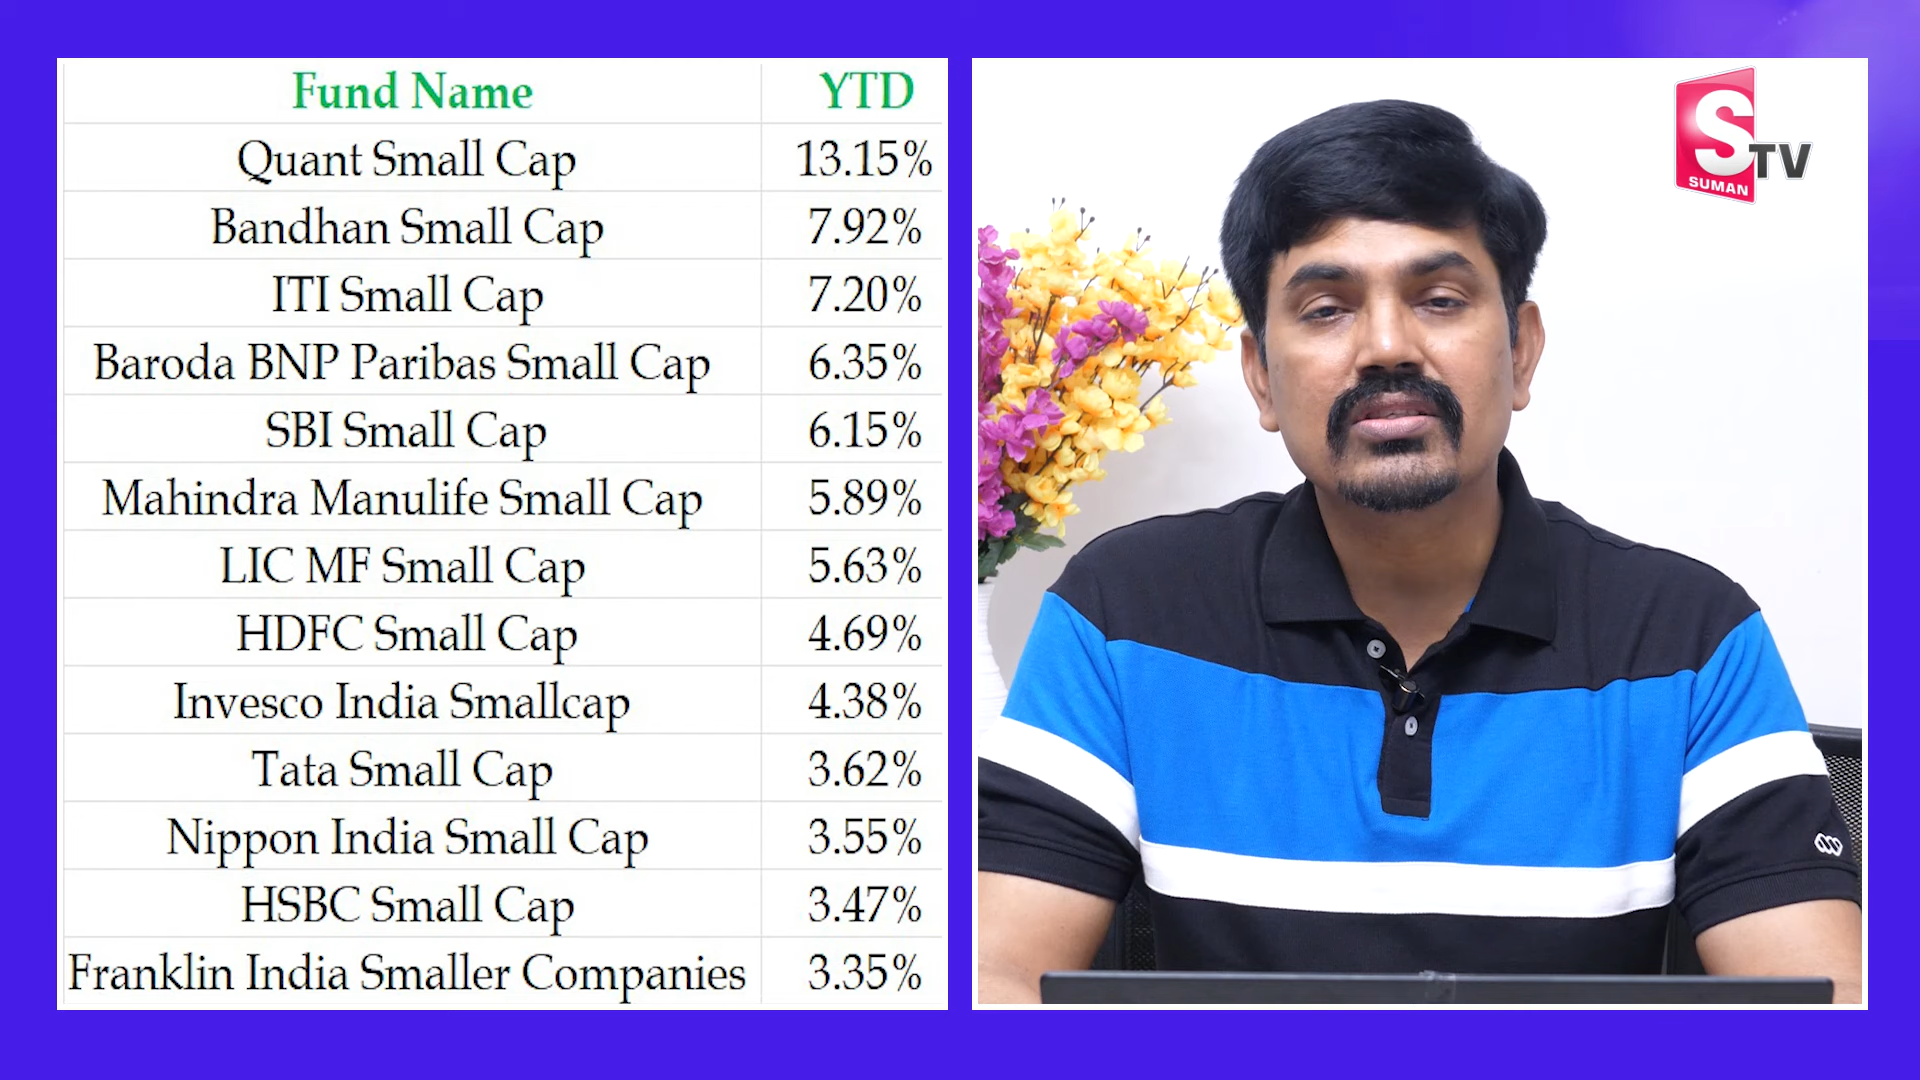 Fund Name YTD
Quant Small Cap 13.15%
Bandhan Small Cap 7.92%
ITI Small Cap 7.20%
Baroda BNP Paribas Small Cap 6.35%
SBI Small Cap 6.15%
Mahindra Manulife Small Cap 5.89%
LIC MF Small Cap 5.63%
HDFC Small Cap 4.69%
Invesco India Smallcap 4.38%
Tata Small Cap 3.62%
Nippon India Small Cap 3.55%
HSBC Small Cap 3.47%
Franklin India Smaller Companies 3.35%
S TV
SUMAN